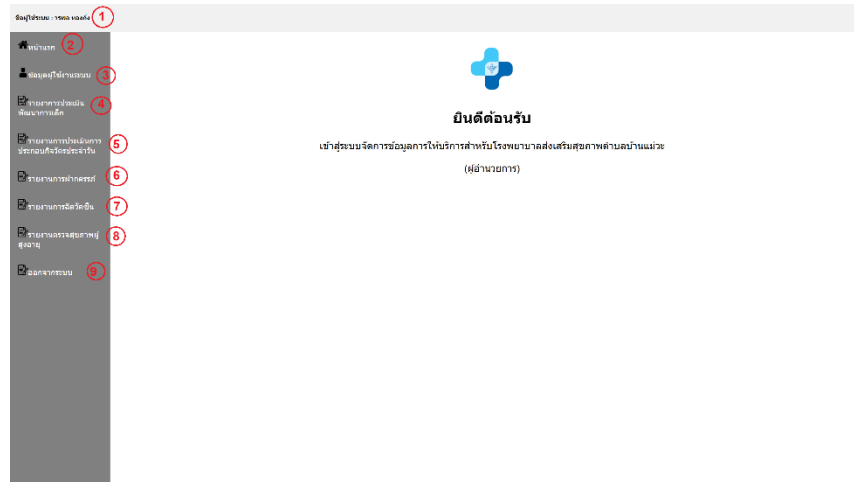 ชื่อผู้ใช้ระบบ : 1
หน้าแรก 2
ข้อมูลผู้ใช้งานระบบ 3
รายงานการประเมิน 4
พัฒนาการเด็ก
รายงานการประเมินการ 5
ประกอบกิจวัตรประจำวัน
รายงานการฝากครรภ์ 6
รายงานการฉีดวัคซีน 7
รายงานตรวจสุขภาพผู้ 8
สูงอายุ
ออกจากระบบ 9
ยินดีต้อนรับ
เข้าสู่ระบบจัดการข้อมูลการให้บริการสำหรับโรงพยาบาลส่งเสริมสุขภาพตำบลบ้านแม่วะ
(ผู้อำนวยการ)